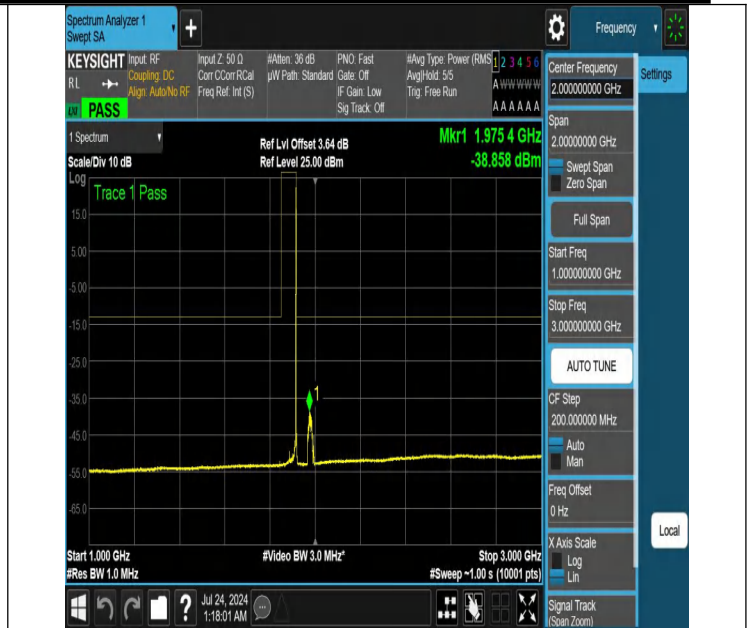 Spectrum Analyzer 1
Swept SA
+
Frequency
KEYSIGHT
RL
PASS
Input: RF
Coupling: DC
Align: Auto/No RF
Input Z: 50 Ω
Corr CCorr RCal
Freq Ref: Int (S)
#Atten: 36 dB
µW Path: Standard
PNO: Fast
Gate: Off
IF Gain: Low
Sig Track: Off
#Avg Type: Power (RMS
Avg|Hold: 5/5
Trig: Free Run
1 2 3 4 5 6
A W W W W W
A A A A A A
1 Spectrum
Scale/Div 10 dB
Log
Ref Lvl Offset 3.64 dB
Ref Level 25.00 dBm
Mkr1 1.975 4 GHz
-38.858 dBm
Trace 1 Pass
15.0
5.00
-5.00
-15.0
-25.0
-35.0
-45.0
-55.0
-65.0
1
Start 1.000 GHz
#Res BW 1.0 MHz
#Video BW 3.0 MHz*
Stop 3.000 GHz
#Sweep ~1.00 s (10001 pts)
?
Jul 24, 2024
1:18:01 AM
Center Frequency
2.000000000 GHz
Settings
Span
2.00000000 GHz
Swept Span
Zero Span
Full Span
Start Freq
1.000000000 GHz
Stop Freq
3.000000000 GHz
AUTO TUNE
CF Step
200.000000 MHz
Auto
Man
Freq Offset
0 Hz
X Axis Scale
Log
Lin
Local
Signal Track
(Span Zoom)